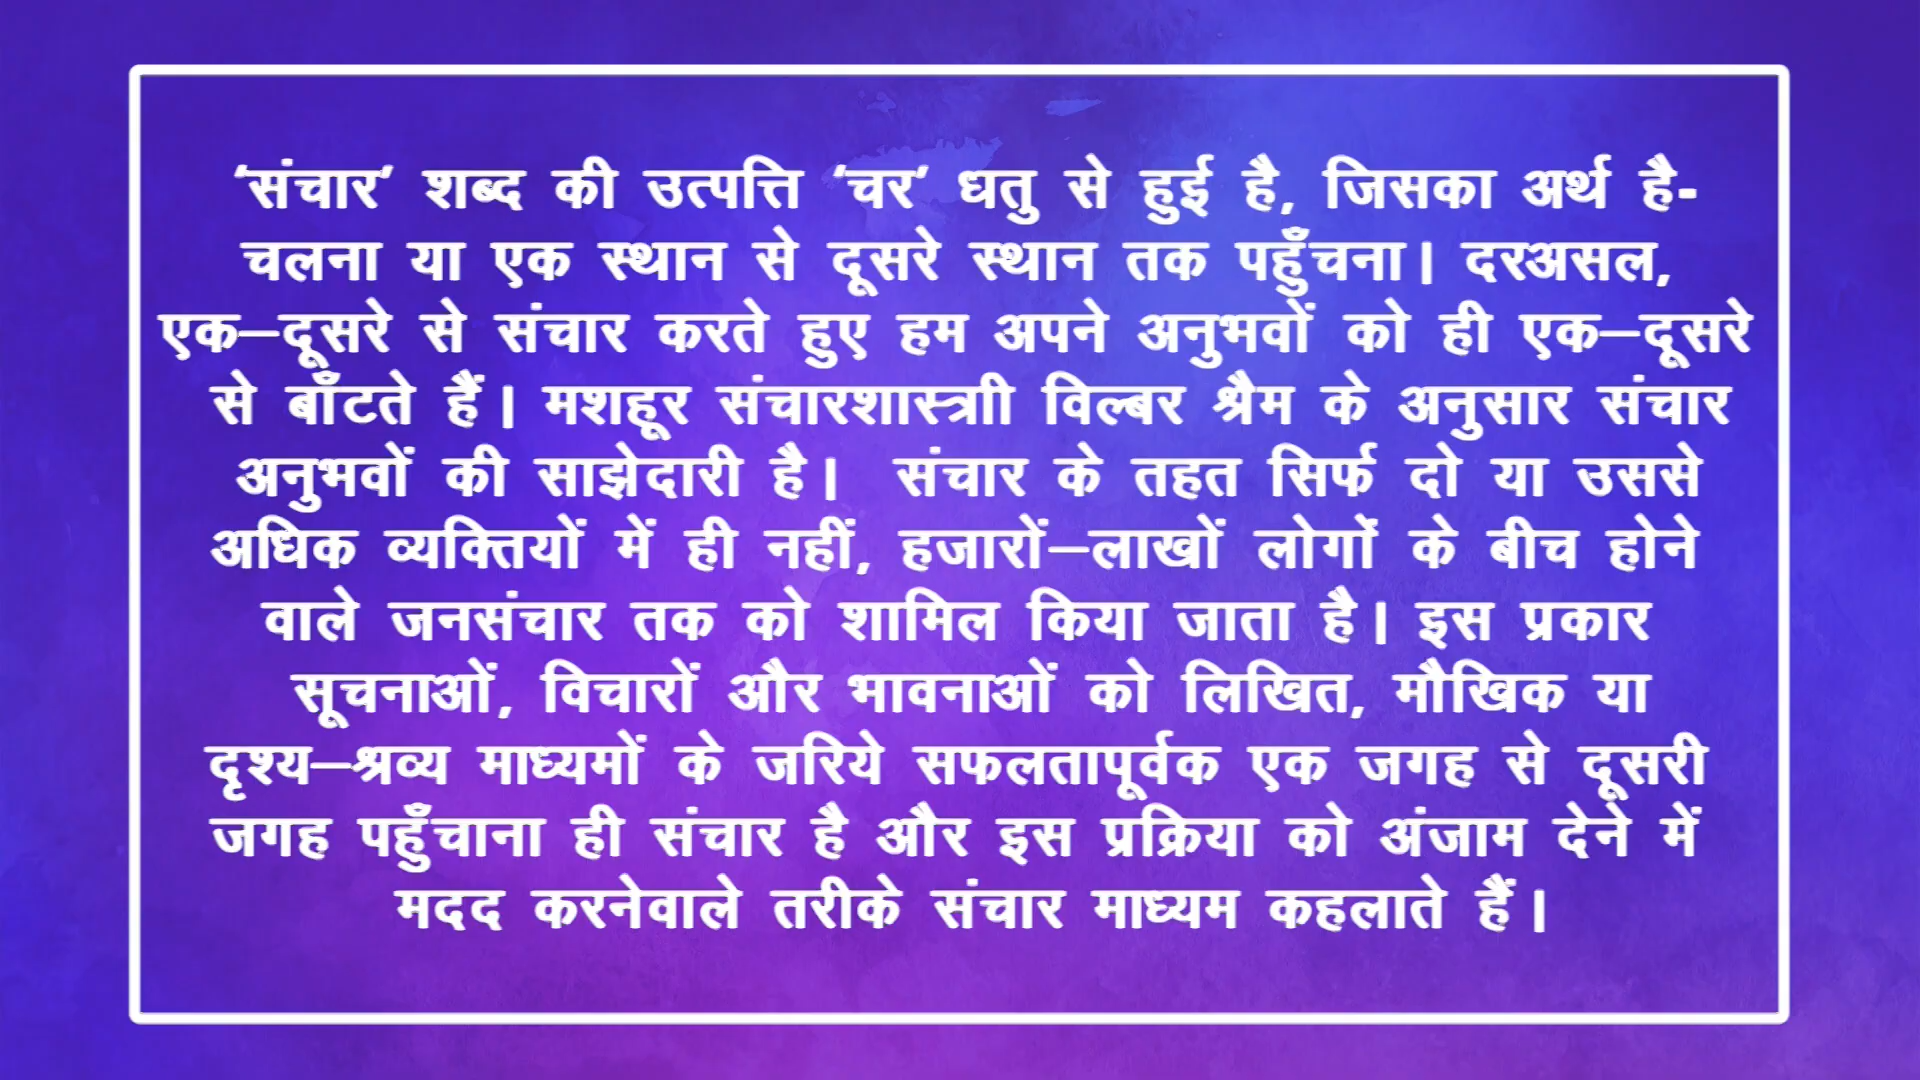 ‘संचार’ शब्द की उत्पत्ति ‘चर’ धतु से हुई है, जिसका अर्थ है-
चलना या एक स्थान से दूसरे स्थान तक पहुँचना। दरअसल,
एक–दूसरे से संचार करते हुए हम अपने अनुभवों को ही एक–दूसरे
से बाँटते हैं। मशहूर संचारशास्त्राी विल्बर श्रैम के अनुसार संचार
अनुभवों की साझेदारी है। संचार के तहत सिर्फ दो या उससे
अधिक व्यक्तियों में ही नहीं, हजारों–लाखों लोगों के बीच होने
वाले जनसंचार तक को शामिल किया जाता है। इस प्रकार
सूचनाओं, विचारों और भावनाओं को लिखित, मौखिक या
दृश्य–श्रव्य माध्यमों के जरिये सफलतापूर्वक एक जगह से दूसरी
जगह पहुँचाना ही संचार है और इस प्रक्रिया को अंजाम देने में
मदद करनेवाले तरीके संचार माध्यम कहलाते हैं।